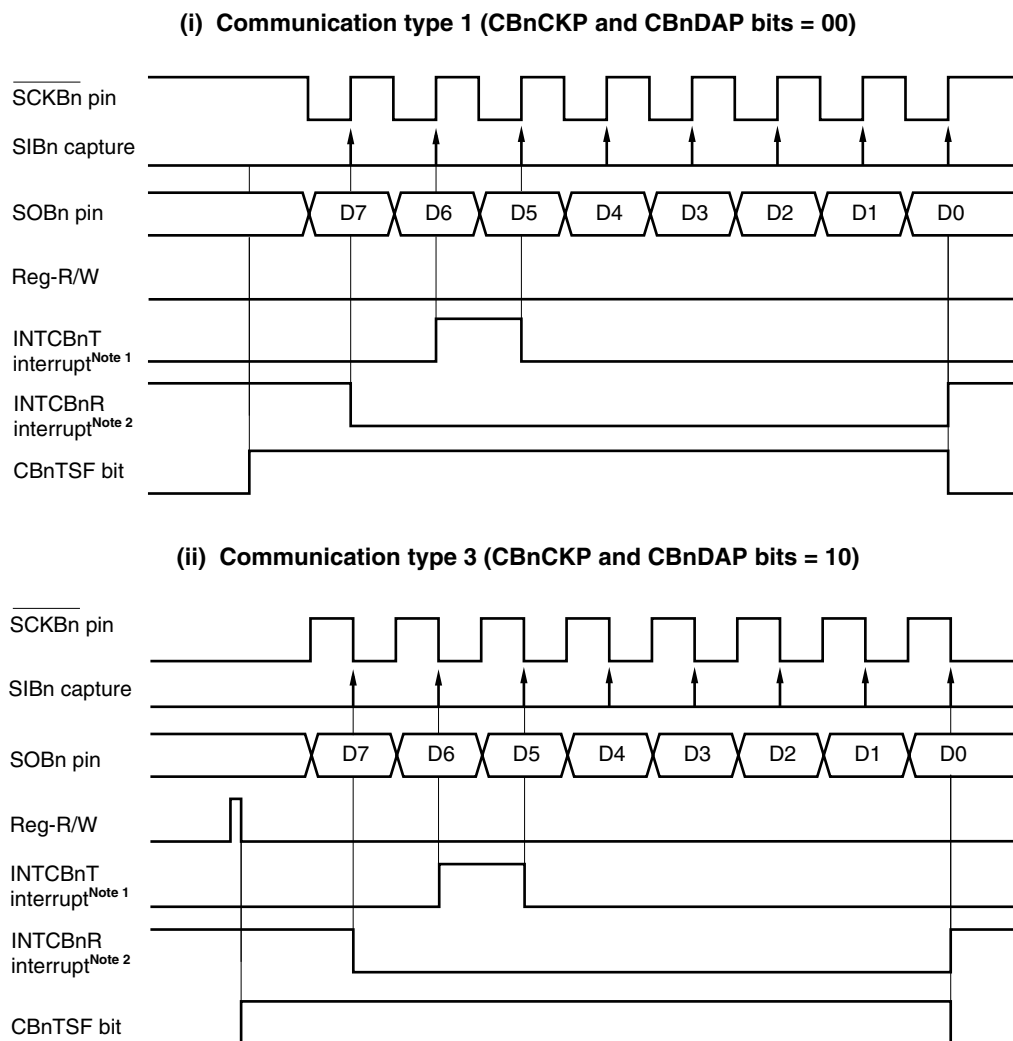 (i) Communication type 1 (CBnCKP and CBnDAP bits = 00)
SCKBn pin
SIBn capture
SOBn pin D7 D6 D5 D4 D3 D2 D1 D0
Reg-R/W
INTCBnT
interruptNote 1
INTCBnR
interruptNote 2
CBnTSF bit
(ii) Communication type 3 (CBnCKP and CBnDAP bits = 10)
SCKBn pin
SIBn capture
SOBn pin D7 D6 D5 D4 D3 D2 D1 D0
Reg-R/W
INTCBnT
interruptNote 1
INTCBnR
interruptNote 2
CBnTSF bit